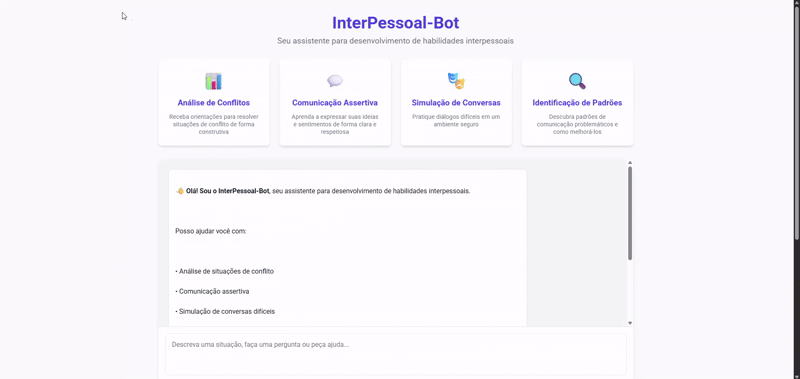 InterPessoal-Bot
Seu assistente para desenvolvimento de habilidades interpessoais
Análise de Conflitos
Receba orientações para resolver
situações de conflito de forma
construtiva
Comunicação Assertiva
Aprenda a expressar suas ideias
e sentimentos de forma clara e
respeitosa
Simulação de Conversas
Pratique diálogos difíceis em um
ambiente seguro
Identificação de Padrões
Descubra padrões de
comunicação problemáticos e
como melhorá-los
Olá! Sou o InterPessoal-Bot, seu assistente para desenvolvimento de habilidades interpessoais.
Posso ajudar você com:
• Análise de situações de conflito
• Comunicação assertiva
• Simulação de conversas difíceis
Descreva uma situação, faça uma pergunta ou peça ajuda...